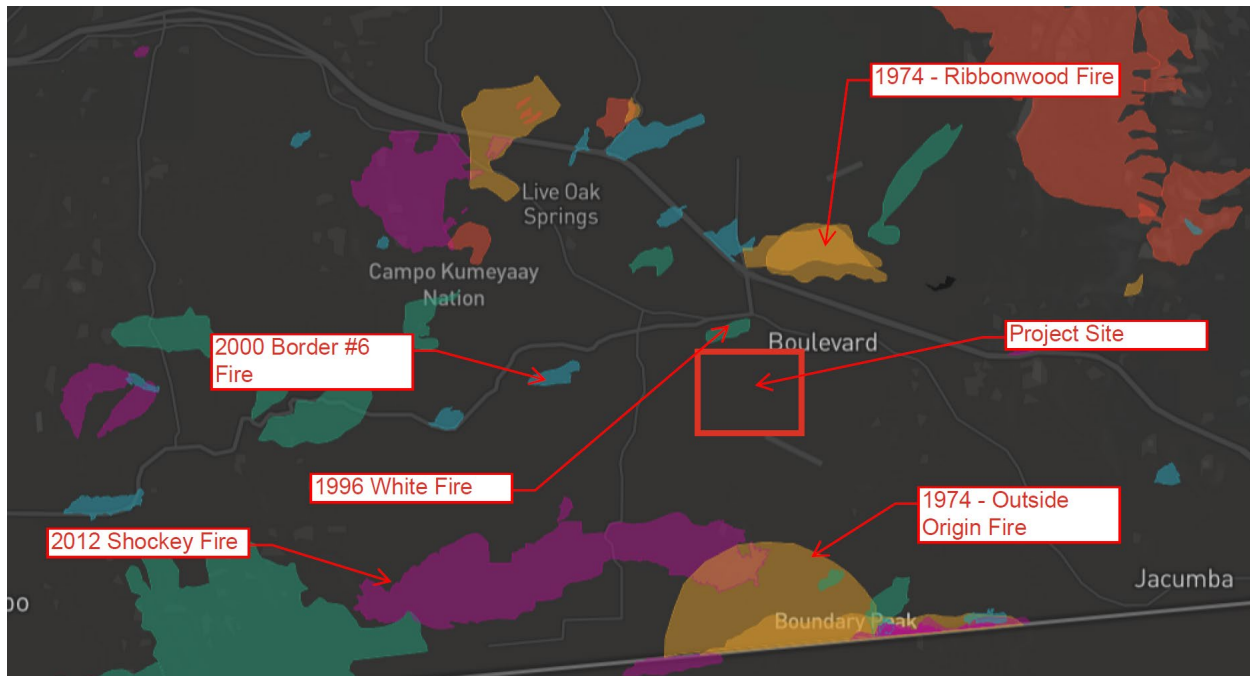 1974 - Ribbonwood Fire
Live Oak
Springs
Campo Kumeyaay
Nation
2000 Border #6
Fire
Boulevard
Project Site
1996 White Fire
1974 - Outside
Origin Fire
2012 Shockey Fire
Jacumba
Boundary Peak